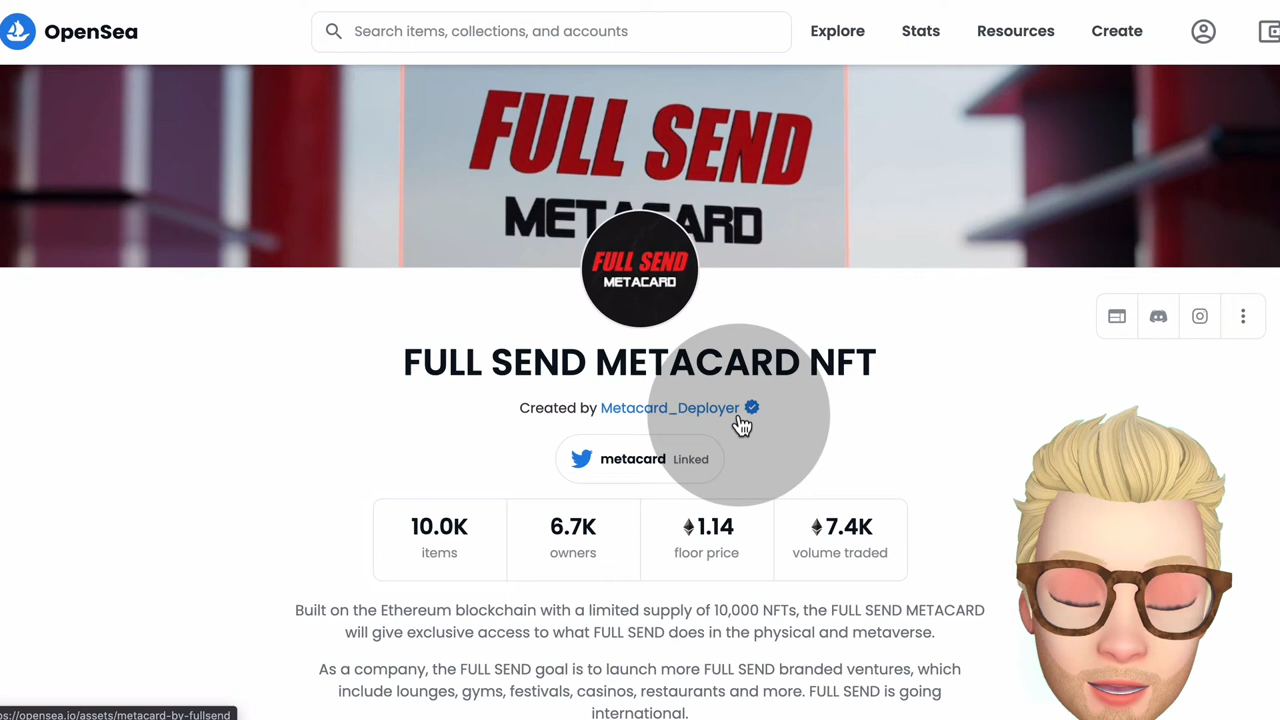 OpenSea
Search items, collections, and accounts
Explore
Stats
Resources
Create
FULL SEND
METACARD
FULL SEND
METACARD
FULL SEND METACARD NFT
Created by Metacard_Deployer
metacard Linked
10.0K
items
6.7K
owners
1.14
floor price
7.4K
volume traded
Built on the Ethereum blockchain with a limited supply of 10,000 NFTs, the FULL SEND METACARD
will give exclusive access to what FULL SEND does in the physical and metaverse.
As a company, the FULL SEND goal is to launch more FULL SEND branded ventures, which
include lounges, gyms, festivals, casinos, restaurants and more. FULL SEND is going
international.
ps://opensea.io/assets/metacard-by-fullsend